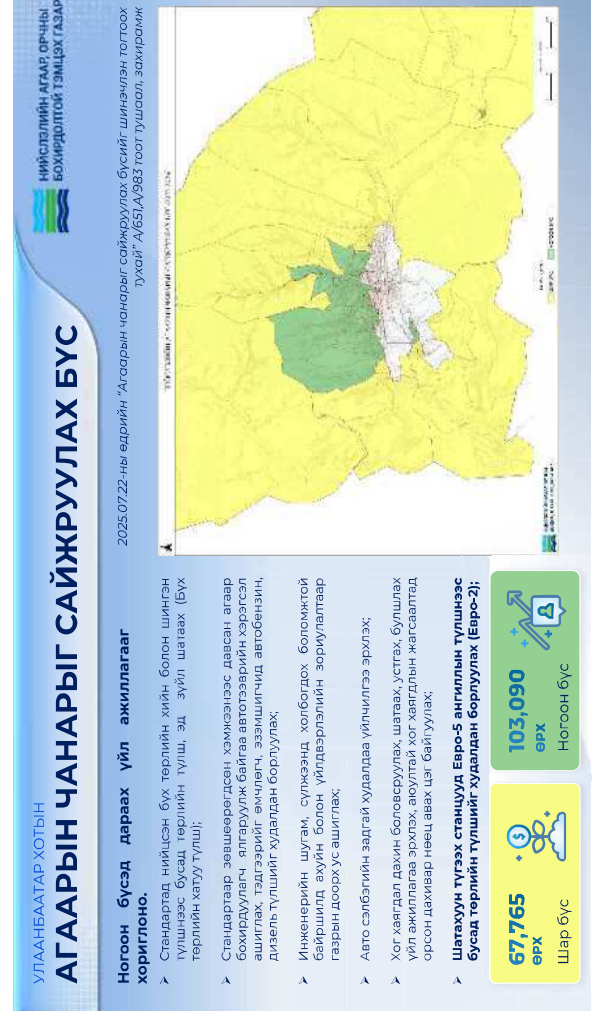 УЛААНБААТАР ХОТЫН
АГААРЫН ЧАНАРЫГ САЙЖРУУЛАХ БҮС
НИЙСЛЭЛИЙН АГААР, ОРЧНЫ
БОХИРДОЛТОЙ ТЭМЦЭХ ГАЗАР
2025.07.22-ны өдрийн "Агаарын чанарыг сайжруулах бүсийг шинэчлэн тогтоох
тухай" А/651,А/983 тоот тушаал, захирамж
Ногоон бүсэд дараах үйл ажиллагааг
хориглоно.
➢ Стандартад нийцсэн бүх төрлийн хийн болон шингэн
түлшнээс бусад төрлийн түлш, эд зүйл шатаах (Бүх
төрлийн хатуу түлш);
➢ Стандартаар зөвшөөрөгдсөн хэмжээнээс давсан агаар
бохирдуулагч ялгаруулж байгаа автотээврийн хэрэгсэл
ашиглах, тэдгээрийг өмчлөгч, эзэмшигчид автобензин,
дизель түлшийг худалдан борлуулах;
➢ Инженерийн шугам, сүлжээнд холбогдох боломжтой
байршилд ахуйн болон үйлдвэрлэлийн зориулалтаар
газрын доорх ус ашиглах;
➢ Авто сэлбэгийн задгай худалдаа үйлчилгээ эрхлэх;
➢ Хог хаягдал дахин боловсруулах, шатаах, устгах, булшлах
үйл ажиллагаа эрхлэх, аюултай хог хаягдлын жагсаалтад
орсон дахивар нөөц авах цэг байгуулах;
➢ Шатахуун түгээх станцууд Евро-5 ангиллын түлшнээс
бусад төрлийн түлшийг худалдан борлуулах (Евро-2);
67,765
өрх
Шар бүс
103,090
өрх
Ногоон бүс